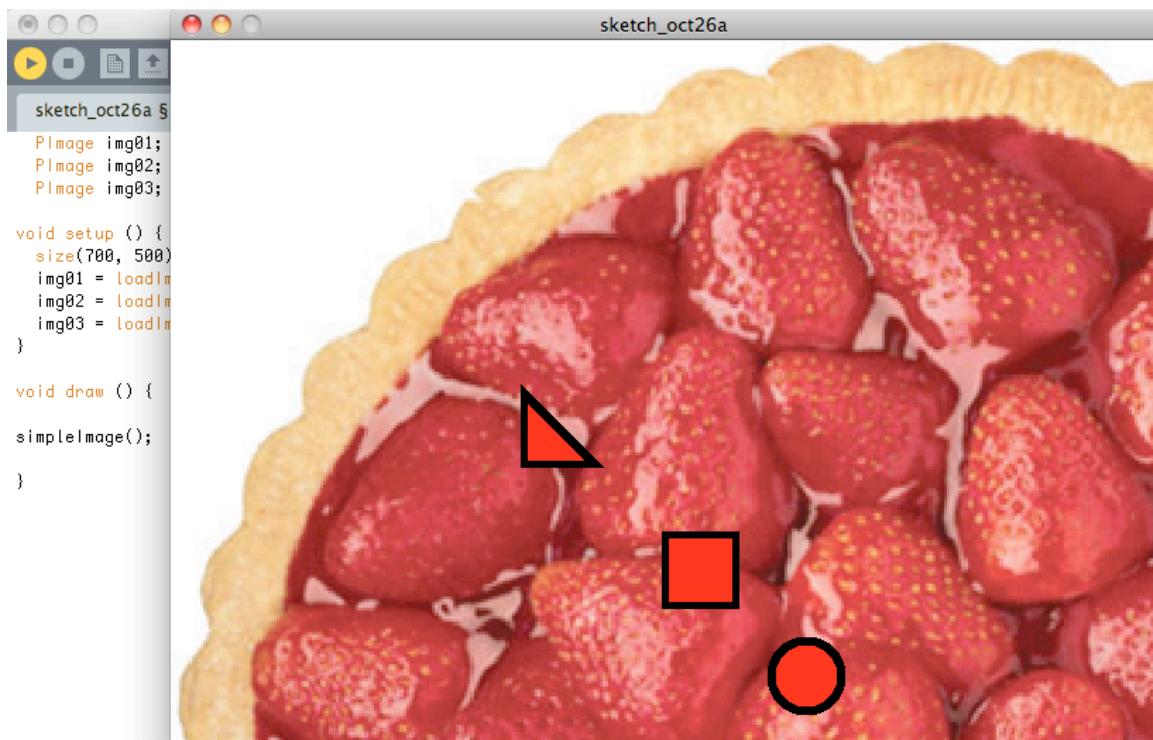 sketch_oct26a
sketch_oct26a §
PImage img01;
PImage img02;
PImage img03;
void setup () {
size(700, 500)
img01 = loadIm
img02 = loadIm
img03 = loadIm
}
void draw () {
simpleImage();
}